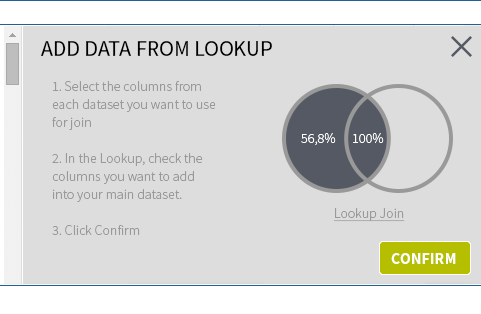 ADD DATA FROM LOOKUP
1. Select the columns from
each dataset you want to use
for join
2. In the Lookup, check the
columns you want to add
into your main dataset.
3. Click Confirm
56,8% 100%
Lookup Join
CONFIRM